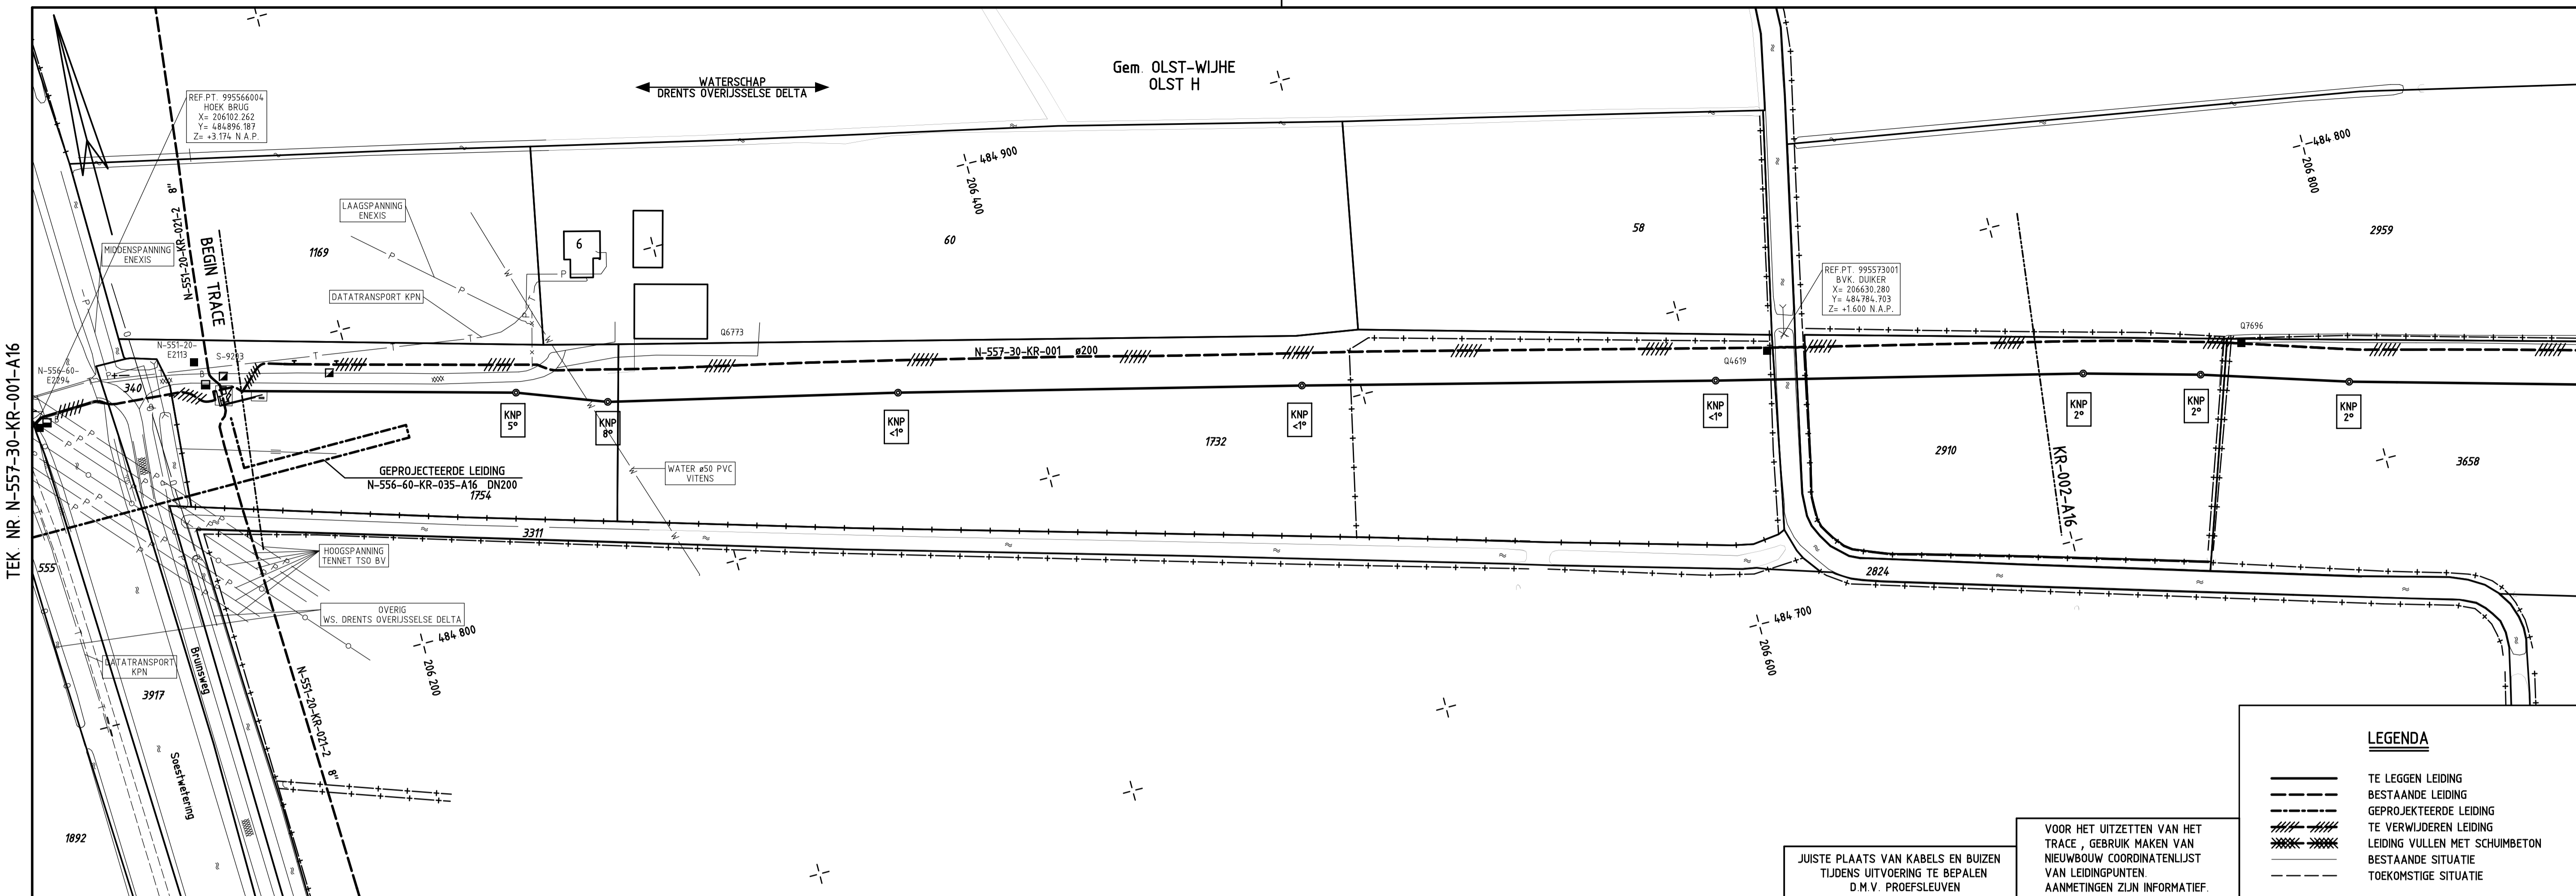 TEK. NR. N-557-30-KR-001-A16
REF.PT. 995566004
HOEK BRUG
X= 206102.262
Y= 484896.187
Z= +3.174 N.A.P.
8"
N-551-20-KR-021-2
BEGIN TRACE
MIDDENSPANNING
ENEXIS
LAAGSPANNING
ENEXIS
DATATRANSPORT KPN
1169
WATERSCHAP
DRENTS OVERIJSSELSE DELTA
Gem. OLST-WIJHE
OLST H
484 900
206 400
6
60
58
484 800
206 800
2959
REF.PT. 995573001
BVK. DUIKER
X= 206630.280
Y= 484784.703
Z= +1.600 N.A.P.
N-551-20-
E2113
S-9203
N-556-60-
E2294
340
Q6773
N-557-30-KR-001 ø200
Q4619
Q7696
KNP
5°
KNP
8°
KNP
<1°
KNP
<1°
KNP
<1°
KNP
2°
KNP
2°
KNP
2°
GEPROJECTEERDE LEIDING
N-556-60-KR-035-A16 DN200
1754
WATER ø50 PVC
VITENS
1732
2910
KR-002-A16
3658
3311
HOOGSPANNING
TENNET TSO BV
555
2824
OVERIG
WS. DRENTS OVERIJSSELSE DELTA
484 800
206 200
484 700
206 600
DATATRANSPORT
KPN
3917
Bruinsweg
Soestwetering
N-551-20-KR-021-2 8"
1892
LEGENDA
TE LEGGEN LEIDING
BESTAANDE LEIDING
GEPROJEKTEERDE LEIDING
TE VERWIJDEREN LEIDING
LEIDING VULLEN MET SCHUIMBETON
BESTAANDE SITUATIE
TOEKOMSTIGE SITUATIE
VOOR HET UITZETTEN VAN HET
TRACE , GEBRUIK MAKEN VAN
NIEUWBOUW COORDINATENLIJST
VAN LEIDINGPUNTEN.
AANMETINGEN ZIJN INFORMATIEF.
JUISTE PLAATS VAN KABELS EN BUIZEN
TIJDENS UITVOERING TE BEPALEN
D.M.V. PROEFSLEUVEN